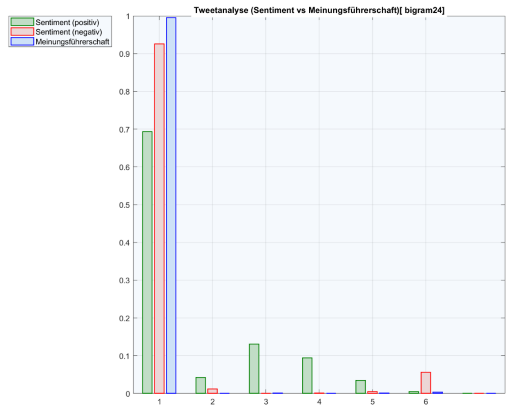 Tweetanalyse (Sentiment vs Meinungsführerschaft)[ bigram24]
Sentiment (positiv)
Sentiment (negativ)
Meinungsführerschaft
1
0.9
0.8
0.7
0.6
0.5
0.4
0.3
0.2
0.1
0
1 2 3 4 5 6